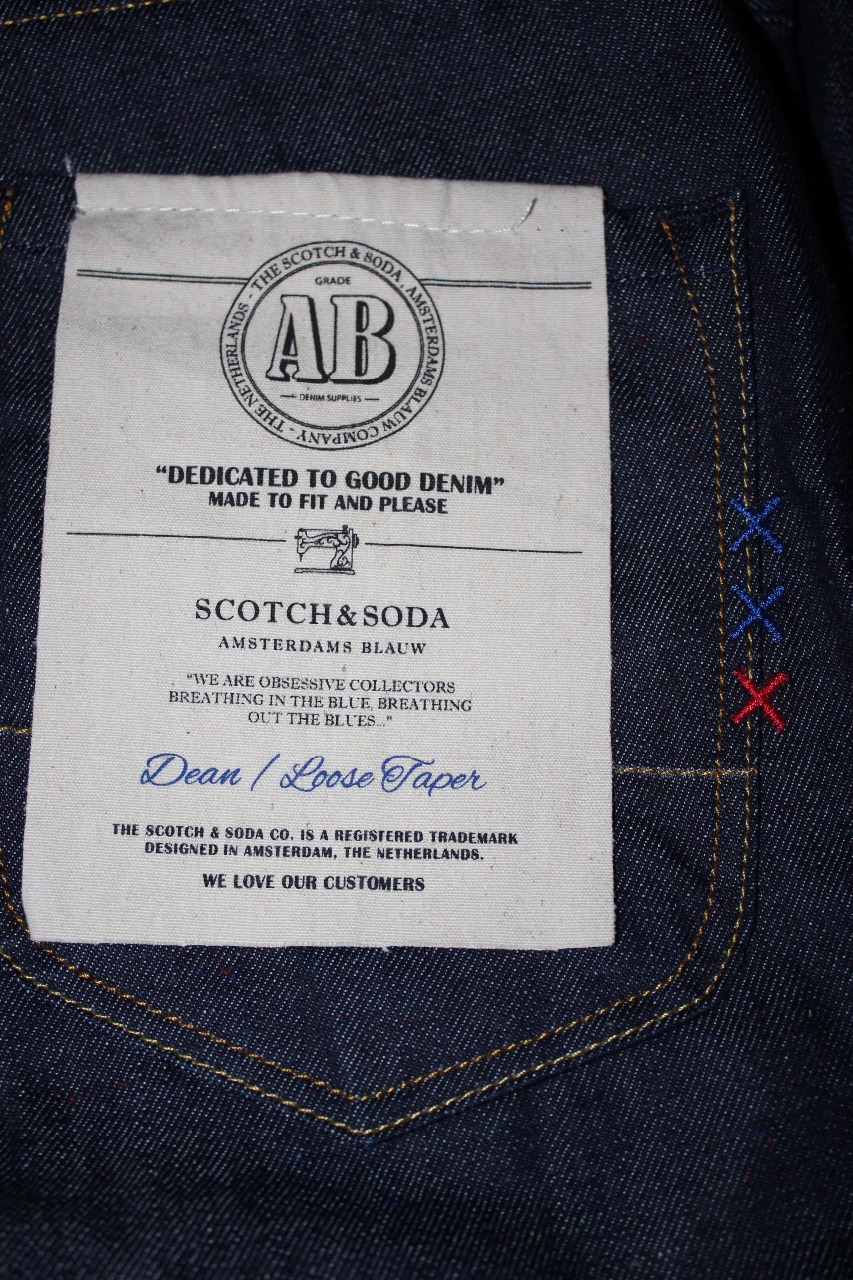 THE SCOTCH & SODA, AMSTERDAMS BLAUW COMPANY - THE NETHERLANDS -
GRADE
AB
DENIM SUPPLIES
“DEDICATED TO GOOD DENIM”
MADE TO FIT AND PLEASE
SCOTCH & SODA
AMSTERDAMS BLAUW
"WE ARE OBSESSIVE COLLECTORS
BREATHING IN THE BLUE, BREATHING
OUT THE BLUES..."
Dean / Loose Taper
THE SCOTCH & SODA CO. IS A REGISTERED TRADEMARK
DESIGNED IN AMSTERDAM, THE NETHERLANDS.
WE LOVE OUR CUSTOMERS